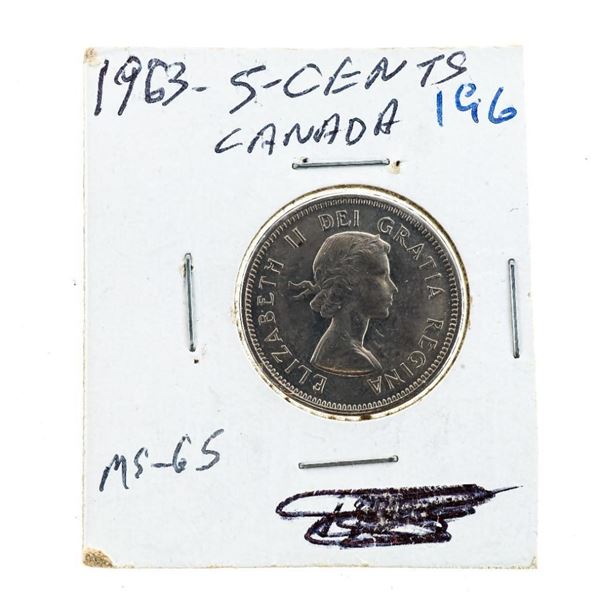 1963- 5-CENTS
CANADA 196
ELIZABETH II DEI GRATIA REGINA
MS-65